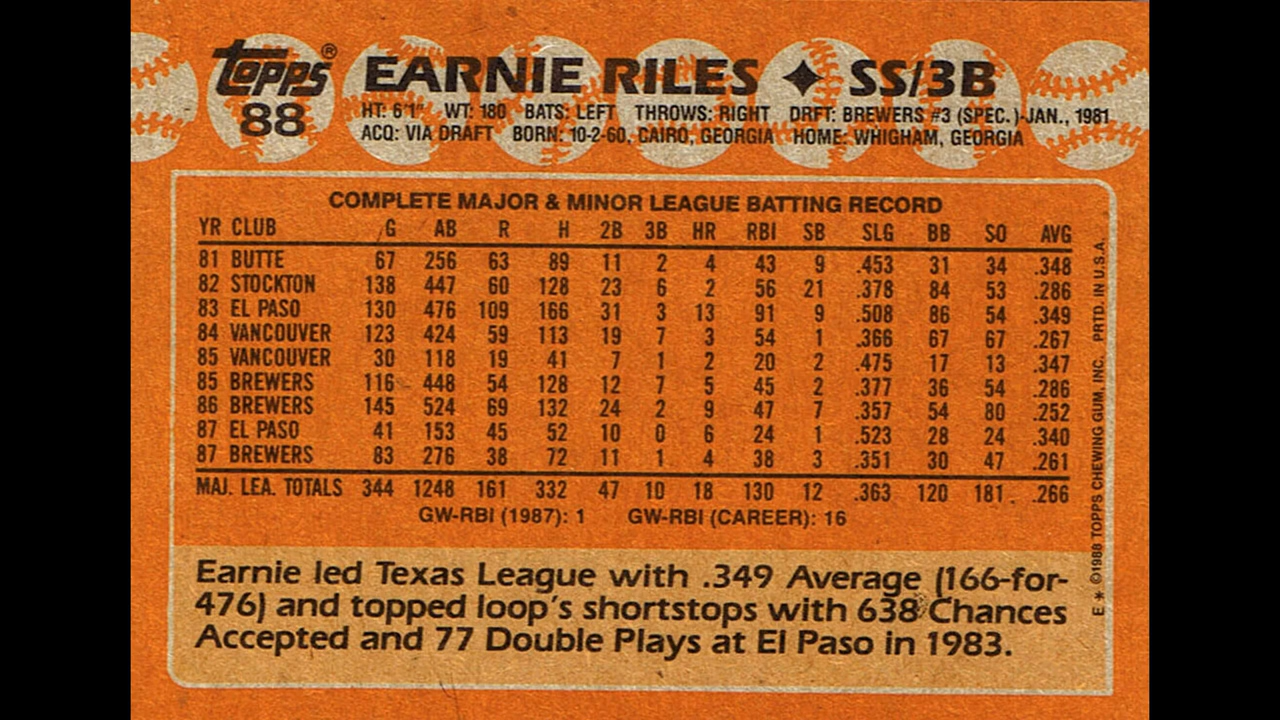 topps® EARNIE RILES ✦ SS/3B
88 HT: 6'1" WT: 180 BATS: LEFT THROWS: RIGHT DRFT: BREWERS #3 (SPEC.)-JAN., 1981
ACQ: VIA DRAFT BORN: 10-2-60, CAIRO, GEORGIA HOME: WHIGHAM, GEORGIA
COMPLETE MAJOR & MINOR LEAGUE BATTING RECORD
YR CLUB G AB R H 2B 3B HR RBI SB SLG BB SO AVG
81 BUTTE 67 256 63 89 11 2 4 43 9 .453 31 34 .348
82 STOCKTON 138 447 60 128 23 6 2 56 21 .378 84 53 .286
83 EL PASO 130 476 109 166 31 3 13 91 9 .508 86 54 .349
84 VANCOUVER 123 424 59 113 19 7 3 54 1 .366 67 67 .267
85 VANCOUVER 30 118 19 41 7 1 2 20 2 .475 17 13 .347
85 BREWERS 116 448 54 128 12 7 5 45 2 .377 36 54 .286
86 BREWERS 145 524 69 132 24 2 9 47 7 .357 54 80 .252
87 EL PASO 41 153 45 52 10 0 6 24 1 .523 28 24 .340
87 BREWERS 83 276 38 72 11 1 4 38 3 .351 30 47 .261
MAJ. LEA. TOTALS 344 1248 161 332 47 10 18 130 12 .363 120 181 .266
GW-RBI (1987): 1 GW-RBI (CAREER): 16
Earnie led Texas League with .349 Average (166-for-
476) and topped loop's shortstops with 638 Chances
Accepted and 77 Double Plays at El Paso in 1983.
E * ©1988 TOPPS CHEWING GUM, INC. PRTD. IN U.S.A.